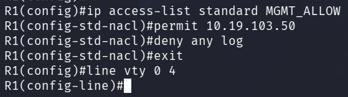 R1(config)#ip access-list standard MGMT_ALLOW
R1(config-std-nacl)#permit 10.19.103.50
R1(config-std-nacl)#deny any log
R1(config-std-nacl)#exit
R1(config)#line vty 0 4
R1(config-line)#